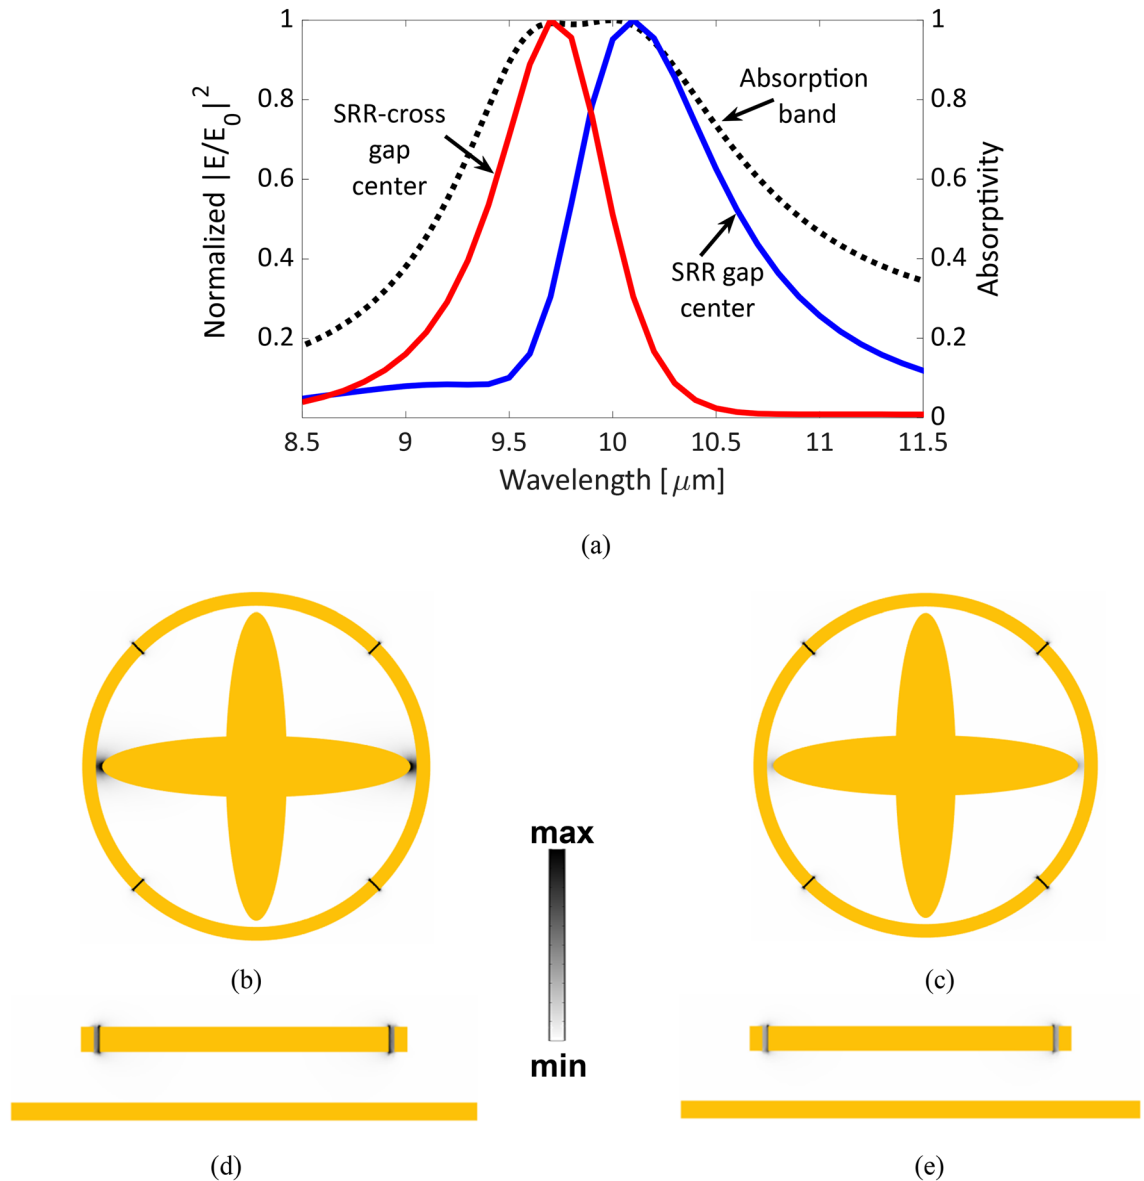 Normalized |E/E₀|²
1
0.8
0.6
0.4
0.2
1
0.8
0.6
0.4
0.2
0
Absorptivity
SRR-cross
gap
center
Absorption
band
SRR gap
center
8.5 9 9.5 10 10.5 11 11.5
Wavelength [μm]
(a)
max
min
(b)
(c)
(d)
(e)